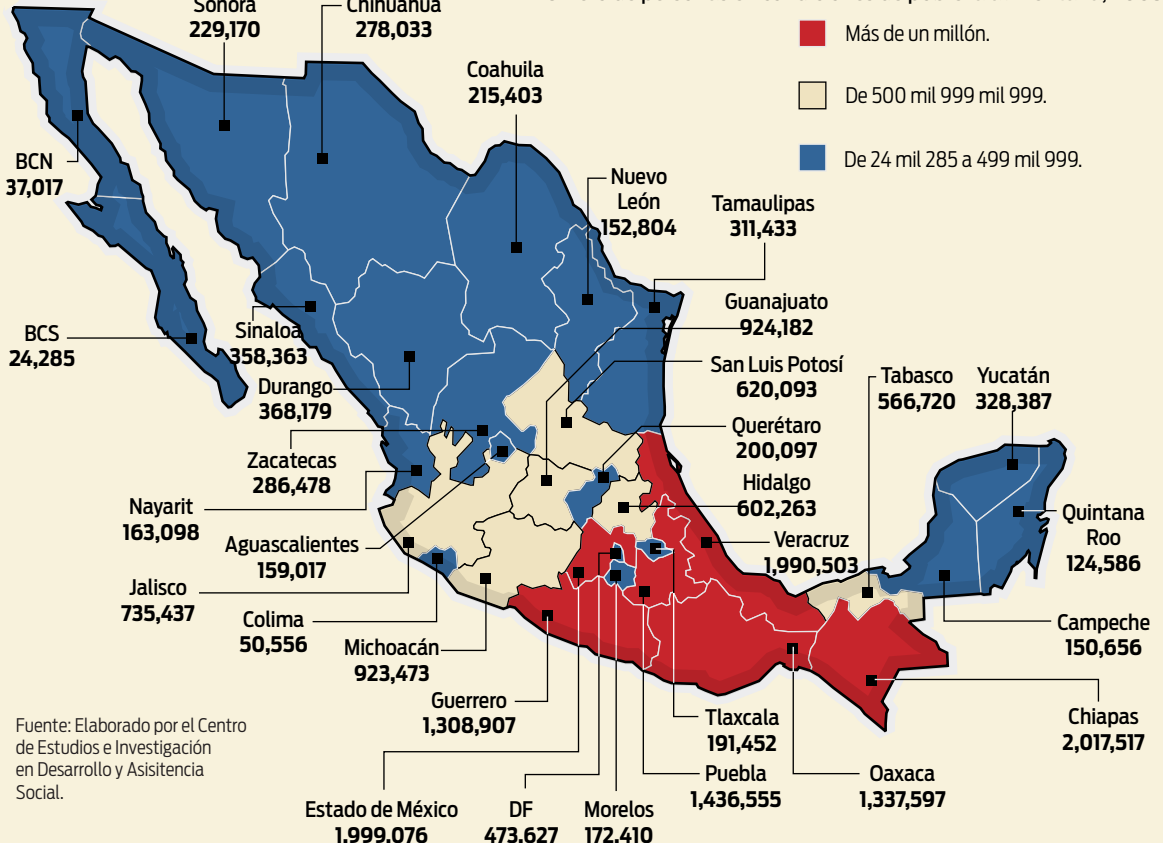 Sonora
229,170
Chihuahua
278,033
Más de un millón.
De 500 mil 999 mil 999.
De 24 mil 285 a 499 mil 999.
Coahuila
215,403
BCN
37,017
Nuevo
León
152,804
Tamaulipas
311,433
Guanajuato
924,182
BCS
24,285
Sinaloa
358,363
San Luis Potosí
620,093
Tabasco
566,720
Yucatán
328,387
Durango
368,179
Querétaro
200,097
Zacatecas
286,478
Hidalgo
602,263
Nayarit
163,098
Quintana
Roo
124,586
Aguascalientes
159,017
Veracruz
1,990,503
Jalisco
735,437
Colima
50,556
Campeche
150,656
Michoacán
923,473
Guerrero
1,308,907
Tlaxcala
191,452
Chiapas
2,017,517
Fuente: Elaborado por el Centro
de Estudios e Investigación
en Desarrollo y Asisitencia
Social.
Puebla
1,436,555
Oaxaca
1,337,597
Estado de México
1,999,076
DF
473,627
Morelos
172,410